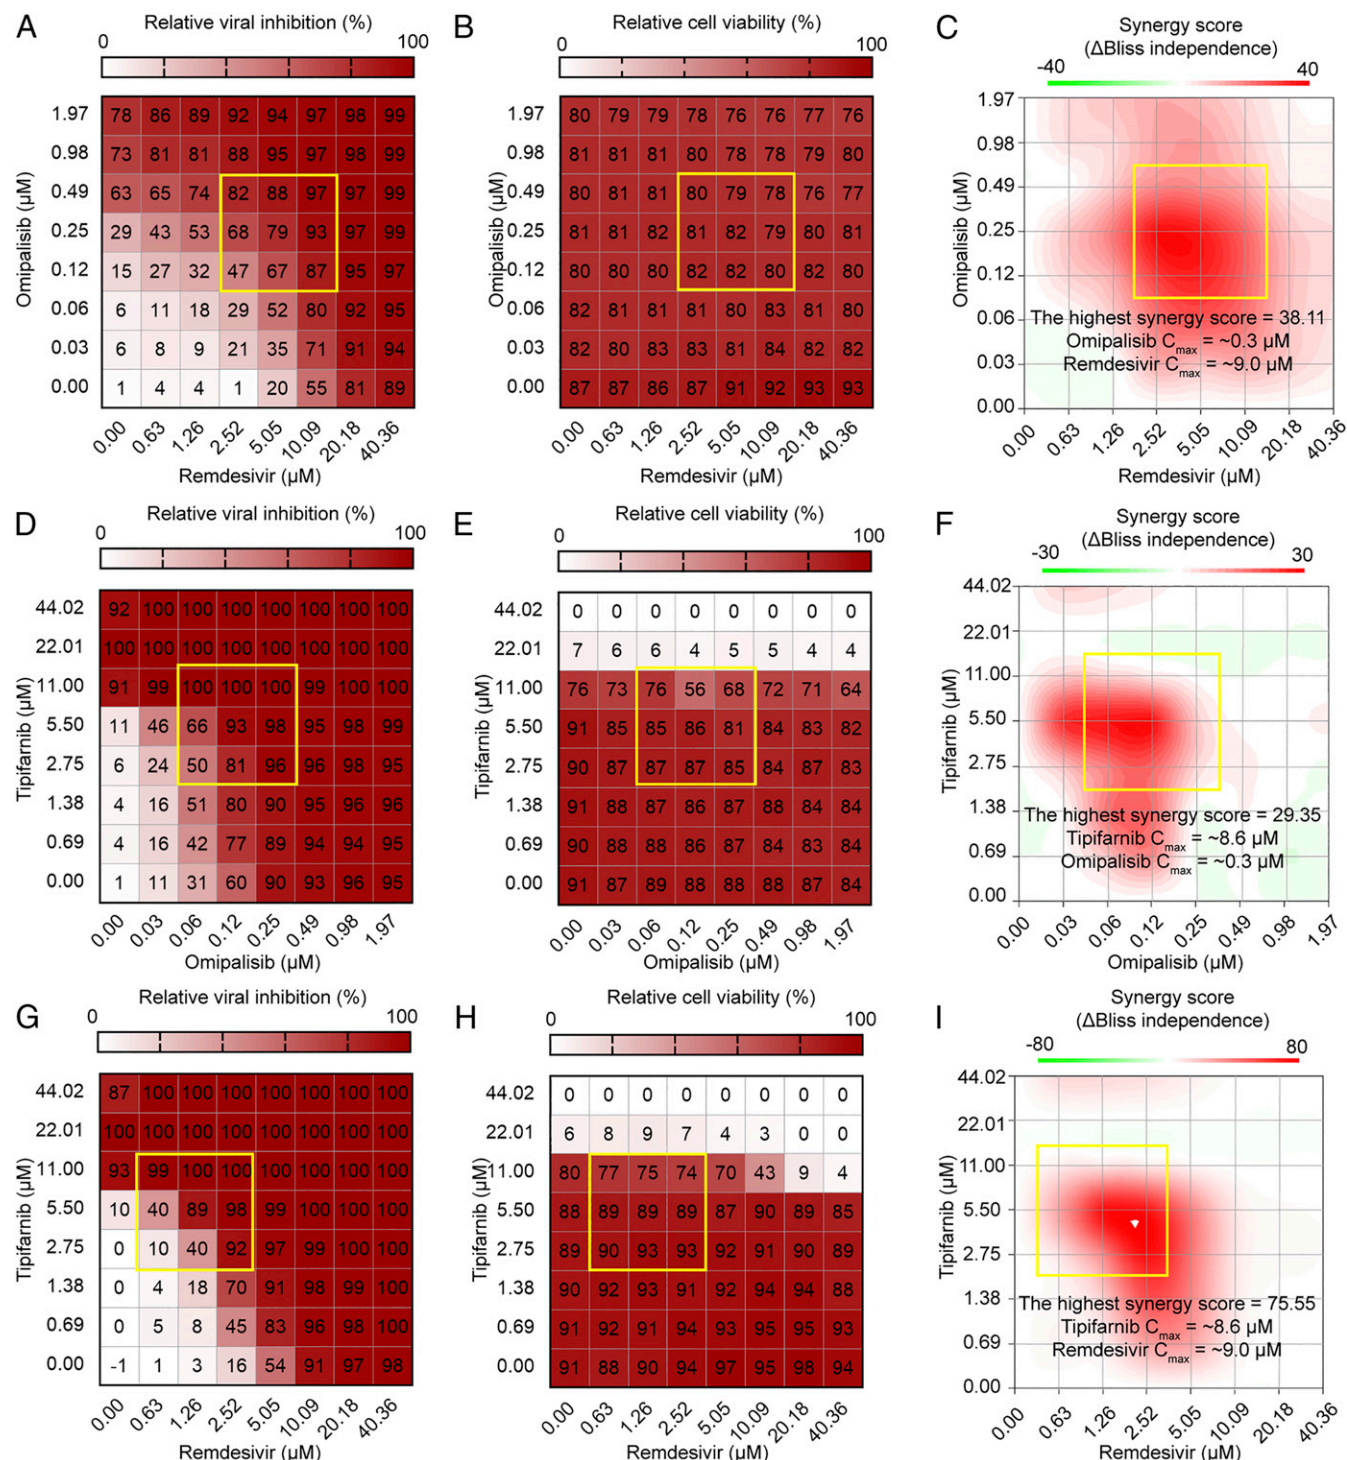 A
Relative viral inhibition (%)
0 100
Omipalisib (µM)
1.97 78 86 89 92 94 97 98 99
0.98 73 81 81 88 95 97 98 99
0.49 63 65 74 82 88 97 97 99
0.25 29 43 53 68 79 93 97 99
0.12 15 27 32 47 67 87 95 97
0.06 6 11 18 29 52 80 92 95
0.03 6 8 9 21 35 71 91 94
0.00 1 4 4 1 20 55 81 89
0.00 0.63 1.26 2.52 5.05 10.09 20.18 40.36
Remdesivir (µM)
B
Relative cell viability (%)
0 100
Omipalisib (µM)
1.97 80 79 79 78 76 76 77 76
0.98 81 81 81 80 78 78 79 80
0.49 80 81 81 80 79 78 76 77
0.25 81 81 82 81 82 79 80 81
0.12 80 80 80 82 82 80 82 80
0.06 82 81 81 81 80 83 81 80
0.03 82 80 83 83 81 84 82 82
0.00 87 87 86 87 91 92 93 93
0.00 0.63 1.26 2.52 5.05 10.09 20.18 40.36
Remdesivir (µM)
C
Synergy score
(ΔBliss independence)
-40 40
Omipalisib (µM)
1.97
0.98
0.49
0.25
0.12
0.06
0.03
0.00
The highest synergy score = 38.11
Omipalisib Cmax = ~0.3 µM
Remdesivir Cmax = ~9.0 µM
0.00 0.63 1.26 2.52 5.05 10.09 20.18 40.36
Remdesivir (µM)
D
Relative viral inhibition (%)
0 100
Tipifarnib (µM)
44.02 92 100 100 100 100 100 100 100
22.01 100 100 100 100 100 100 100 100
11.00 91 99 100 100 100 99 100 100
5.50 11 46 66 93 98 95 98 99
2.75 6 24 50 81 96 96 98 95
1.38 4 16 51 80 90 95 96 96
0.69 4 16 42 77 89 94 94 95
0.00 1 11 31 60 90 93 96 95
0.00 0.03 0.06 0.12 0.25 0.49 0.98 1.97
Omipalisib (µM)
E
Relative cell viability (%)
0 100
Tipifarnib (µM)
44.02 0 0 0 0 0 0 0 0
22.01 7 6 6 4 5 5 4 4
11.00 76 73 76 56 68 72 71 64
5.50 91 85 85 86 81 84 83 82
2.75 90 87 87 87 85 84 87 83
1.38 91 88 87 86 87 88 84 84
0.69 90 88 88 86 87 84 83 84
0.00 91 87 89 88 88 88 87 84
0.00 0.03 0.06 0.12 0.25 0.49 0.98 1.97
Omipalisib (µM)
F
Synergy score
(ΔBliss independence)
-30 30
Tipifarnib (µM)
44.02
22.01
11.00
5.50
2.75
1.38
0.69
0.00
The highest synergy score = 29.35
Tipifarnib Cmax = ~8.6 µM
Omipalisib Cmax = ~0.3 µM
0.00 0.03 0.06 0.12 0.25 0.49 0.98 1.97
Omipalisib (µM)
G
Relative viral inhibition (%)
0 100
Tipifarnib (µM)
44.02 87 100 100 100 100 100 100 100
22.01 100 100 100 100 100 100 100 100
11.00 93 99 100 100 100 100 100 100
5.50 10 40 89 98 99 100 100 100
2.75 0 10 40 92 97 99 100 100
1.38 0 4 18 70 91 98 99 100
0.69 0 5 8 45 83 96 98 100
0.00 -1 1 3 16 54 91 97 98
0.00 0.63 1.26 2.52 5.05 10.09 20.18 40.36
Remdesivir (µM)
H
Relative cell viability (%)
0 100
Tipifarnib (µM)
44.02 0 0 0 0 0 0 0 0
22.01 6 8 9 7 4 3 0 0
11.00 80 77 75 74 70 43 9 4
5.50 88 89 89 89 87 90 89 85
2.75 89 90 93 93 92 91 90 89
1.38 90 92 93 91 92 94 94 88
0.69 91 92 91 94 93 95 95 93
0.00 91 88 90 94 97 95 98 94
0.00 0.63 1.26 2.52 5.05 10.09 20.18 40.36
Remdesivir (µM)
I
Synergy score
(ΔBliss independence)
-80 80
Tipifarnib (µM)
44.02
22.01
11.00
5.50
2.75
1.38
0.69
0.00
The highest synergy score = 75.55
Tipifarnib Cmax = ~8.6 µM
Remdesivir Cmax = ~9.0 µM
0.00 0.63 1.26 2.52 5.05 10.09 20.18 40.36
Remdesivir (µM)